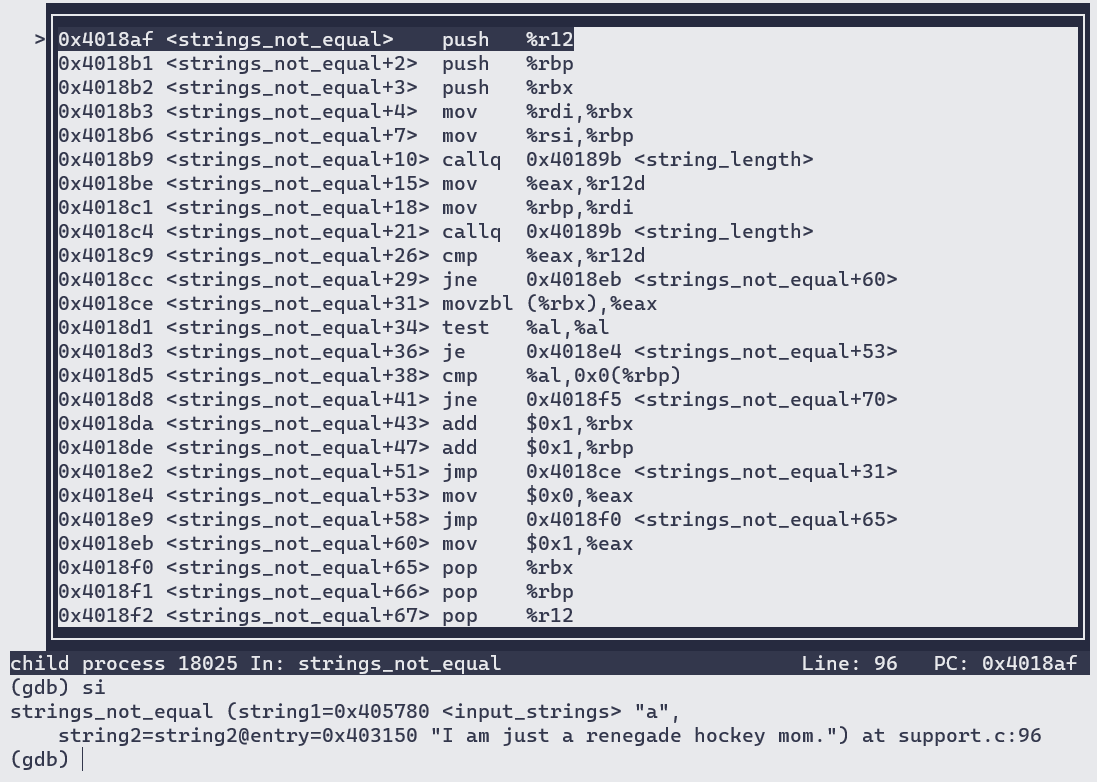 > 0x4018af <strings_not_equal>    push   %r12
0x4018b1 <strings_not_equal+2>  push   %rbp
0x4018b2 <strings_not_equal+3>  push   %rbx
0x4018b3 <strings_not_equal+4>  mov    %rdi,%rbx
0x4018b6 <strings_not_equal+7>  mov    %rsi,%rbp
0x4018b9 <strings_not_equal+10> callq  0x40189b <string_length>
0x4018be <strings_not_equal+15> mov    %eax,%r12d
0x4018c1 <strings_not_equal+18> mov    %rbp,%rdi
0x4018c4 <strings_not_equal+21> callq  0x40189b <string_length>
0x4018c9 <strings_not_equal+26> cmp    %eax,%r12d
0x4018cc <strings_not_equal+29> jne    0x4018eb <strings_not_equal+60>
0x4018ce <strings_not_equal+31> movzbl (%rbx),%eax
0x4018d1 <strings_not_equal+34> test   %al,%al
0x4018d3 <strings_not_equal+36> je     0x4018e4 <strings_not_equal+53>
0x4018d5 <strings_not_equal+38> cmp    %al,0x0(%rbp)
0x4018d8 <strings_not_equal+41> jne    0x4018f5 <strings_not_equal+70>
0x4018da <strings_not_equal+43> add    $0x1,%rbx
0x4018de <strings_not_equal+47> add    $0x1,%rbp
0x4018e2 <strings_not_equal+51> jmp    0x4018ce <strings_not_equal+31>
0x4018e4 <strings_not_equal+53> mov    $0x0,%eax
0x4018e9 <strings_not_equal+58> jmp    0x4018f0 <strings_not_equal+65>
0x4018eb <strings_not_equal+60> mov    $0x1,%eax
0x4018f0 <strings_not_equal+65> pop    %rbx
0x4018f1 <strings_not_equal+66> pop    %rbp
0x4018f2 <strings_not_equal+67> pop    %r12
child process 18025 In: strings_not_equal                         Line: 96   PC: 0x4018af
(gdb) si
strings_not_equal (string1=0x405780 <input_strings> "a",
    string2=string2@entry=0x403150 "I am just a renegade hockey mom.") at support.c:96
(gdb)